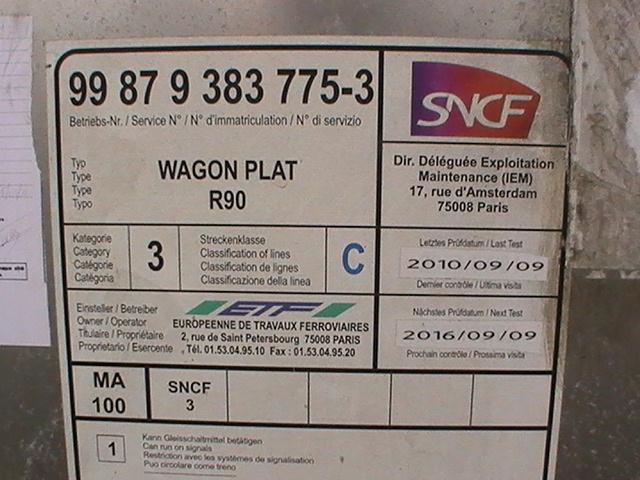 99 87 9 383 775-3
Betriebs-Nr. / Service N° / N° d'immatriculation / N° di servizio
SNCF
Typ
Type
Type
Typo
WAGON PLAT
R90
Dir. Déléguée Exploitation
Maintenance (IEM)
17, rue d'Amsterdam
75008 Paris
Kategorie
Category
Catégorie
Catégoria
3
Streckenklasse
Classification of lines
Classification de lignes
Classificazione della linea
C
Letztes Prüfdatum / Last Test
2010/09/09
Dernier contrôle / Ultima visita
Einsteller / Betreiber
Owner / Operator
Titulaire / Propriétaire
Proprietario / Esercente
ETF
EUROPÉENNE DE TRAVAUX FERROVIAIRES
2, rue de Saint Petersbourg 75008 PARIS
Tél. 01.53.04.95.10 Fax : 01.53.04.95.20
Nächstes Prüfdatum / Next Test
2016/09/09
Prochain contrôle / Prossima visita
MA
100
SNCF
3
1
Kann Gleisschaltmittel betätigen
Can run on signals
Restriction avec les systèmes de signalisation
Puo circolare come treno